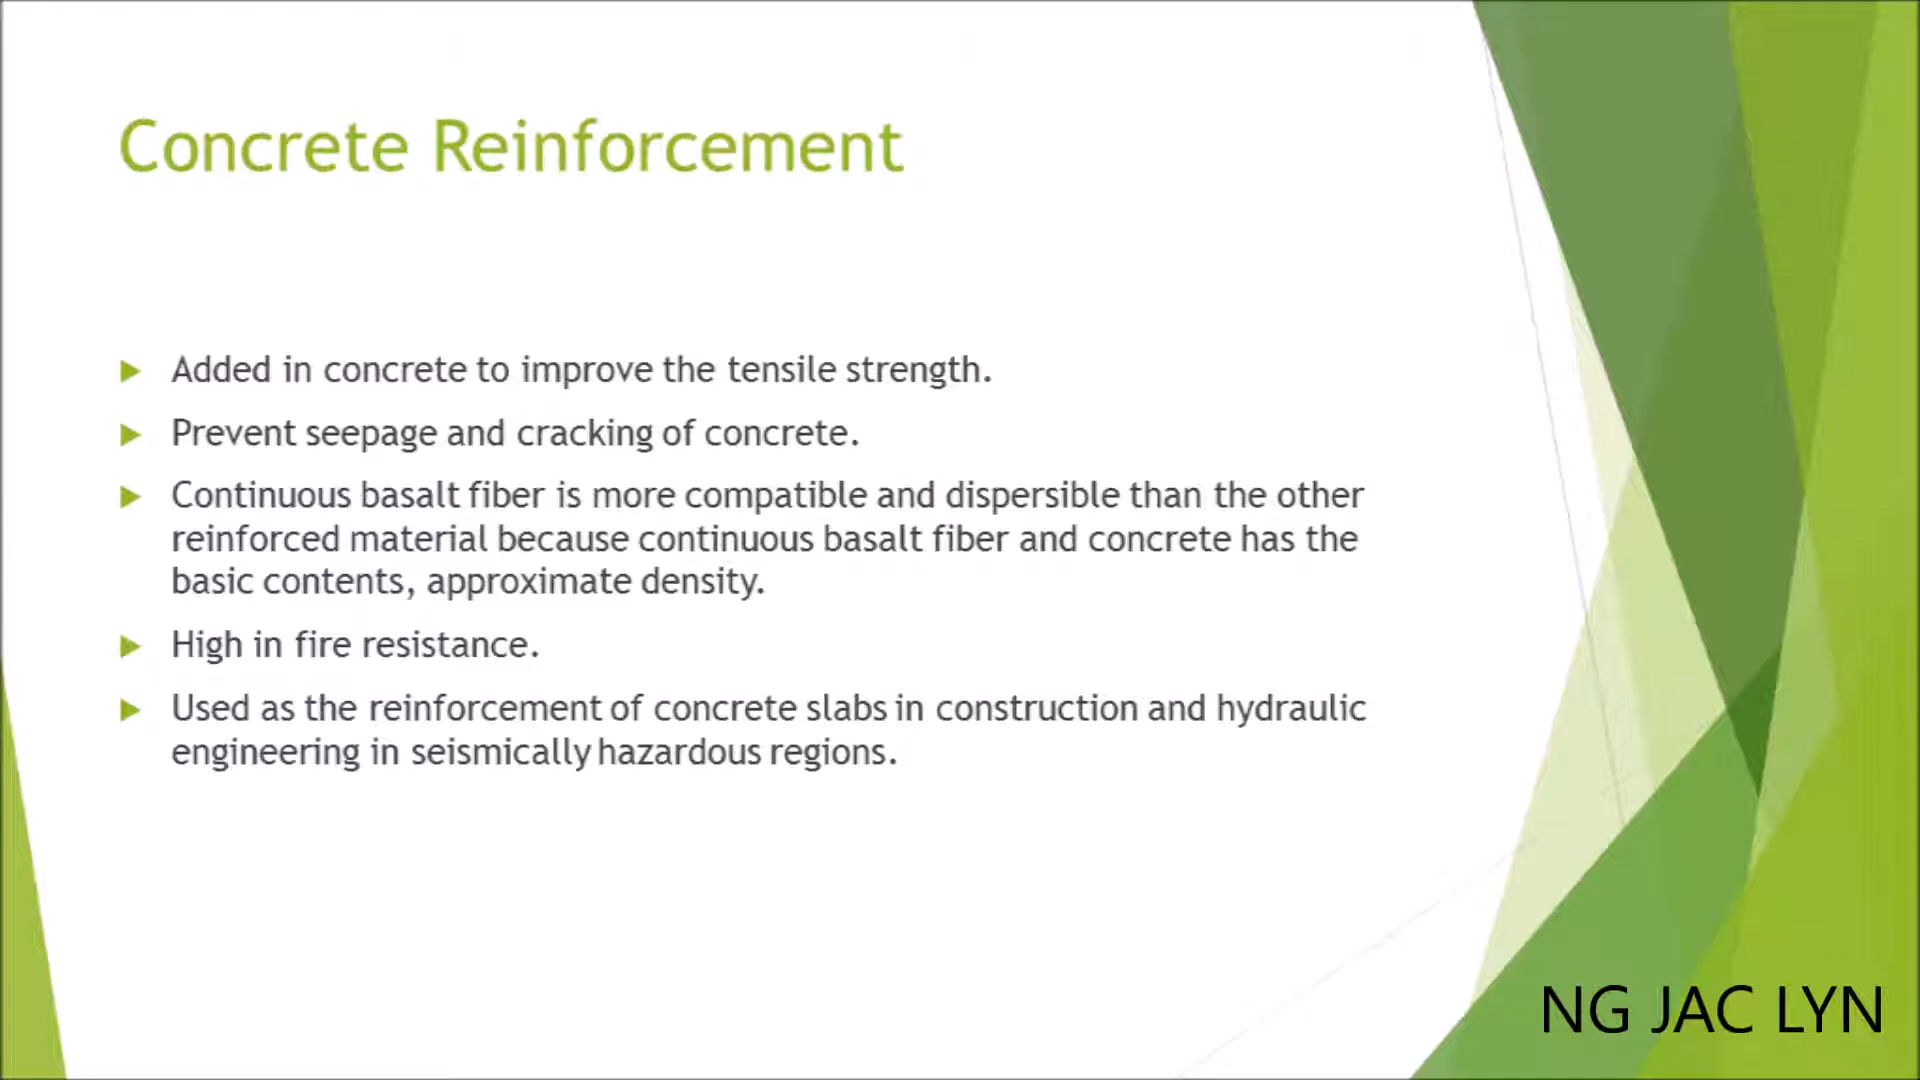 Concrete Reinforcement
Added in concrete to improve the tensile strength.
Prevent seepage and cracking of concrete.
Continuous basalt fiber is more compatible and dispersible than the other
reinforced material because continuous basalt fiber and concrete has the
basic contents, approximate density.
High in fire resistance.
Used as the reinforcement of concrete slabs in construction and hydraulic
engineering in seismically hazardous regions.
NG JAC LYN